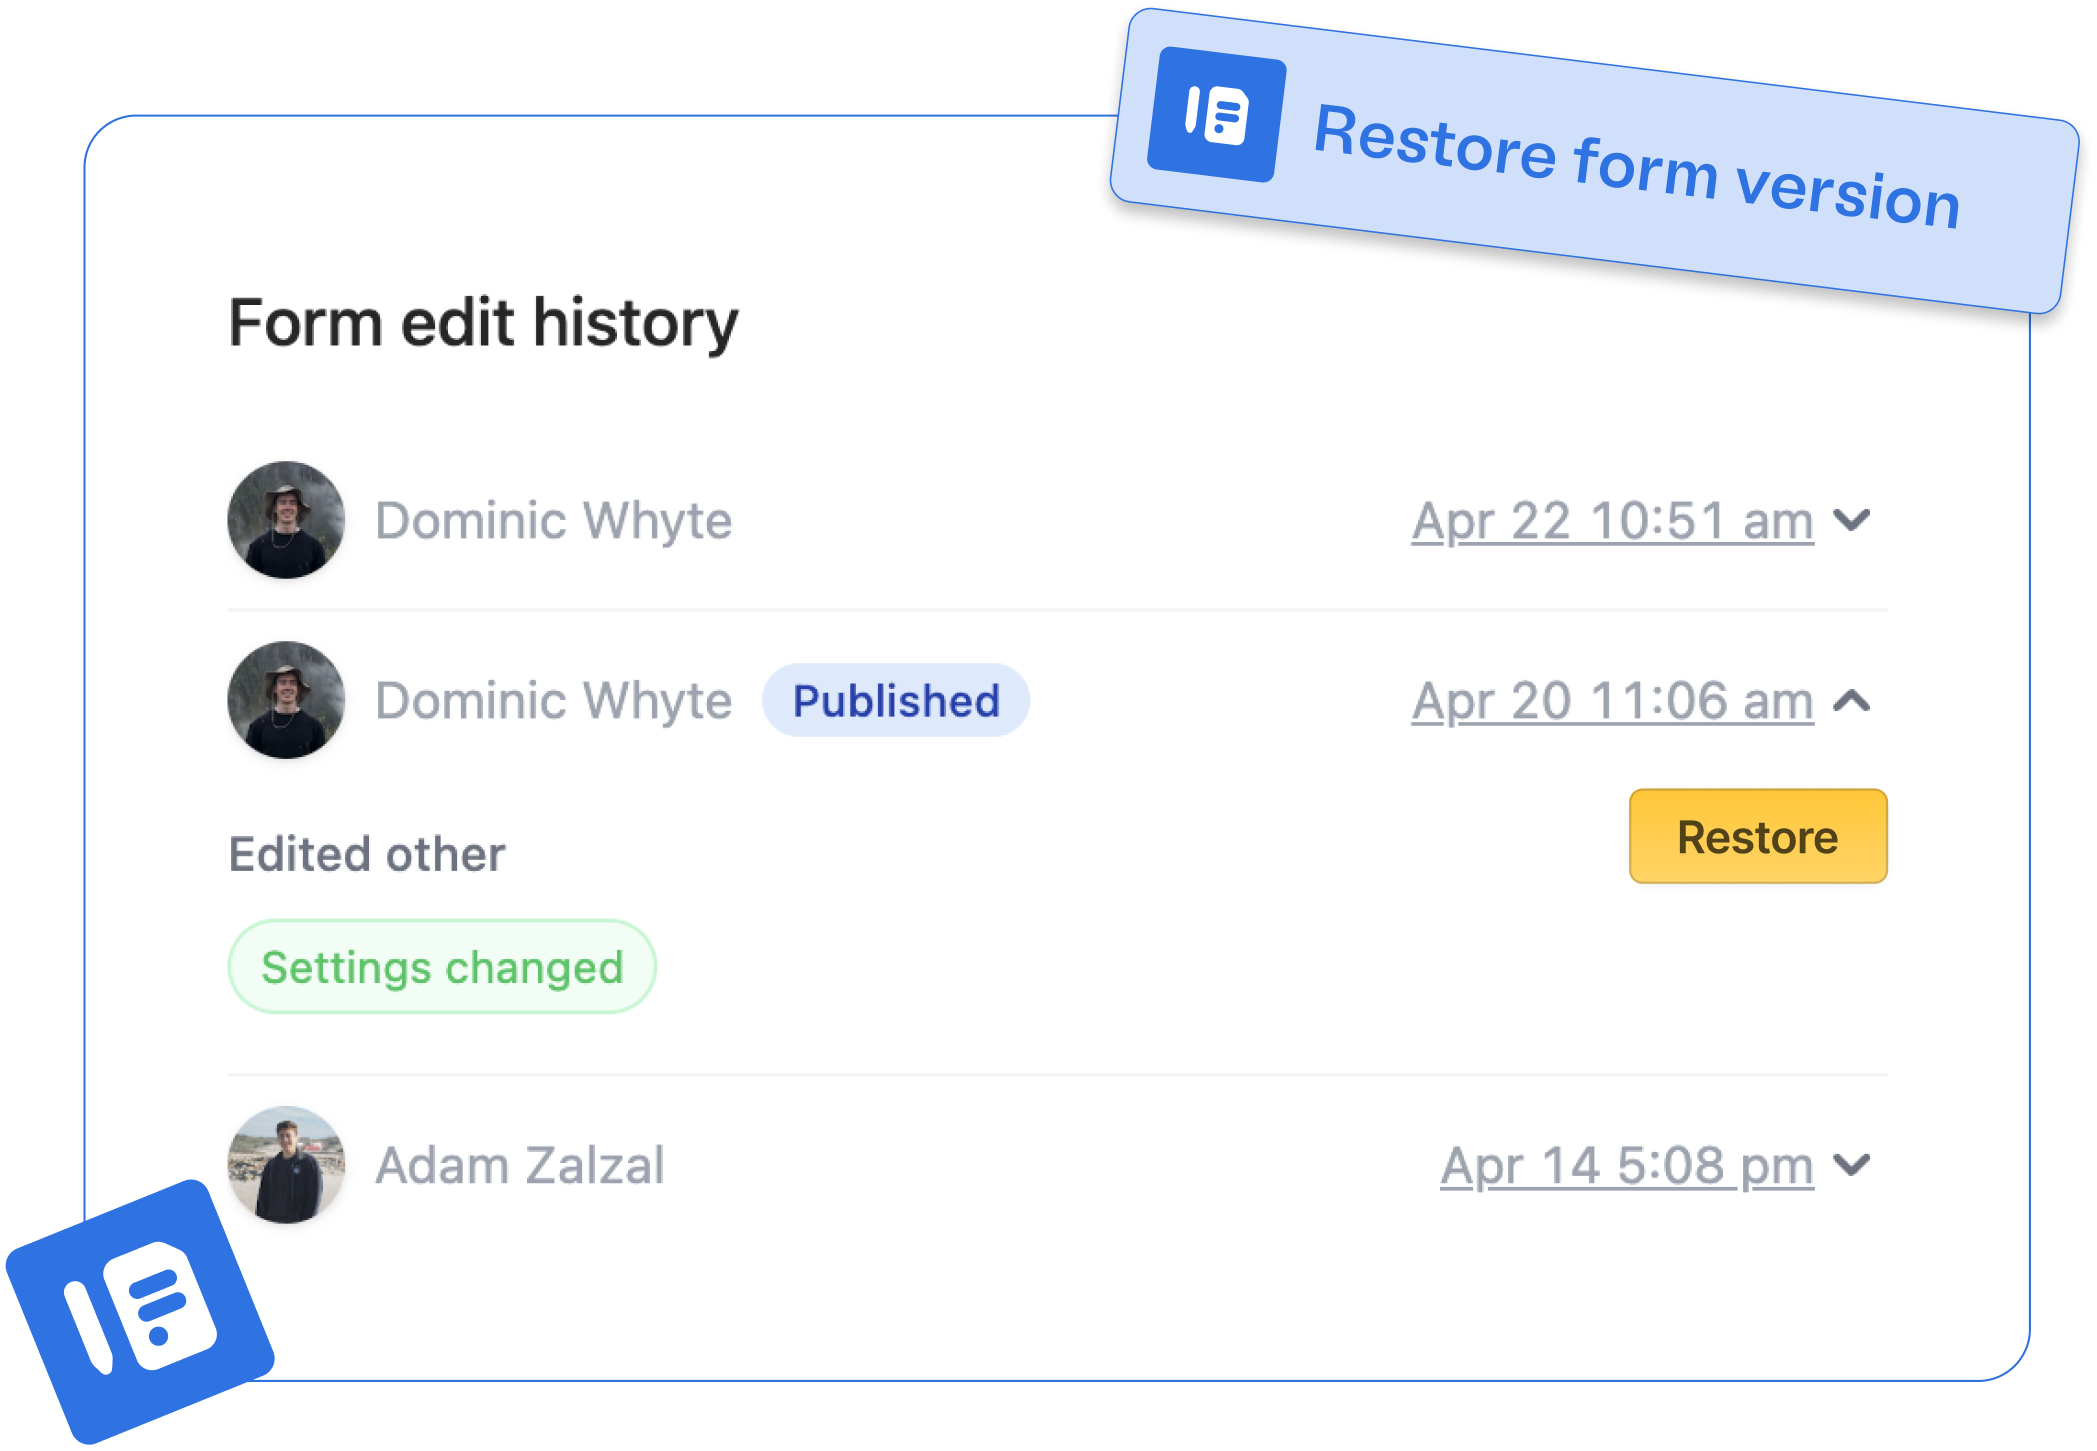 Restore form version
Form edit history
Dominic Whyte
Apr 22 10:51 am
Dominic Whyte
Published
Apr 20 11:06 am
Restore
Edited other
Settings changed
Adam Zalzal
Apr 14 5:08 pm